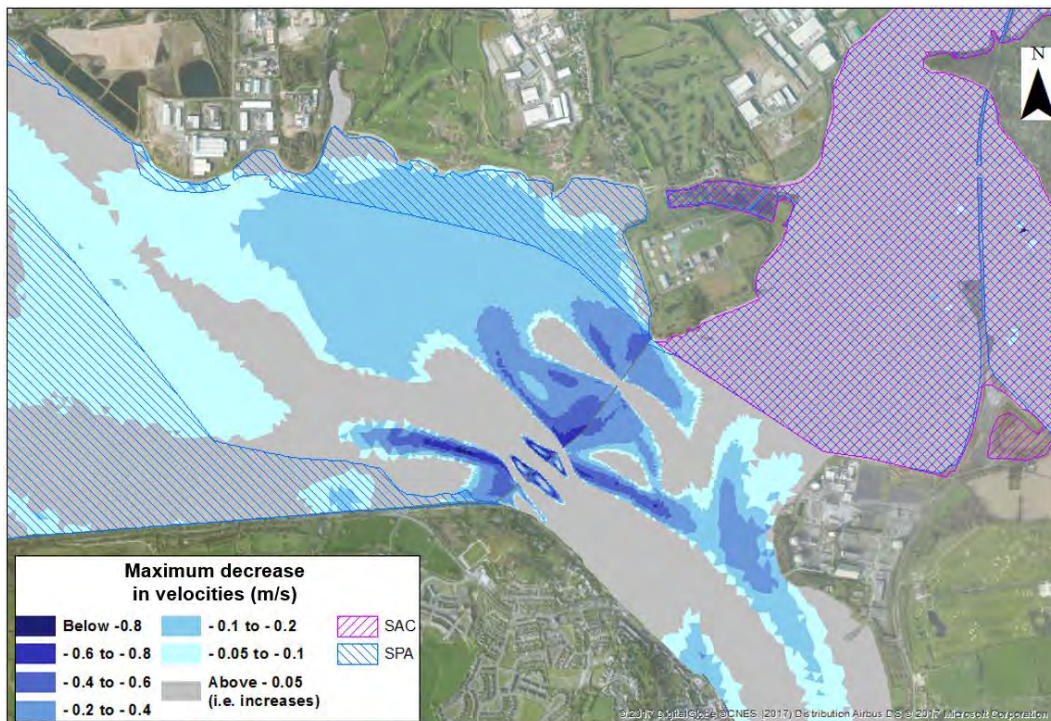 N
Maximum decrease
in velocities (m/s)
Below -0.8
-0.6 to -0.8
-0.4 to -0.6
-0.2 to -0.4
-0.1 to -0.2
-0.05 to -0.1
Above -0.05
(i.e. increases)
SAC
SPA
© 2017 DigitalGlobe ©CNES (2017) Distribution Airbus DS © 2017 Microsoft Corporation